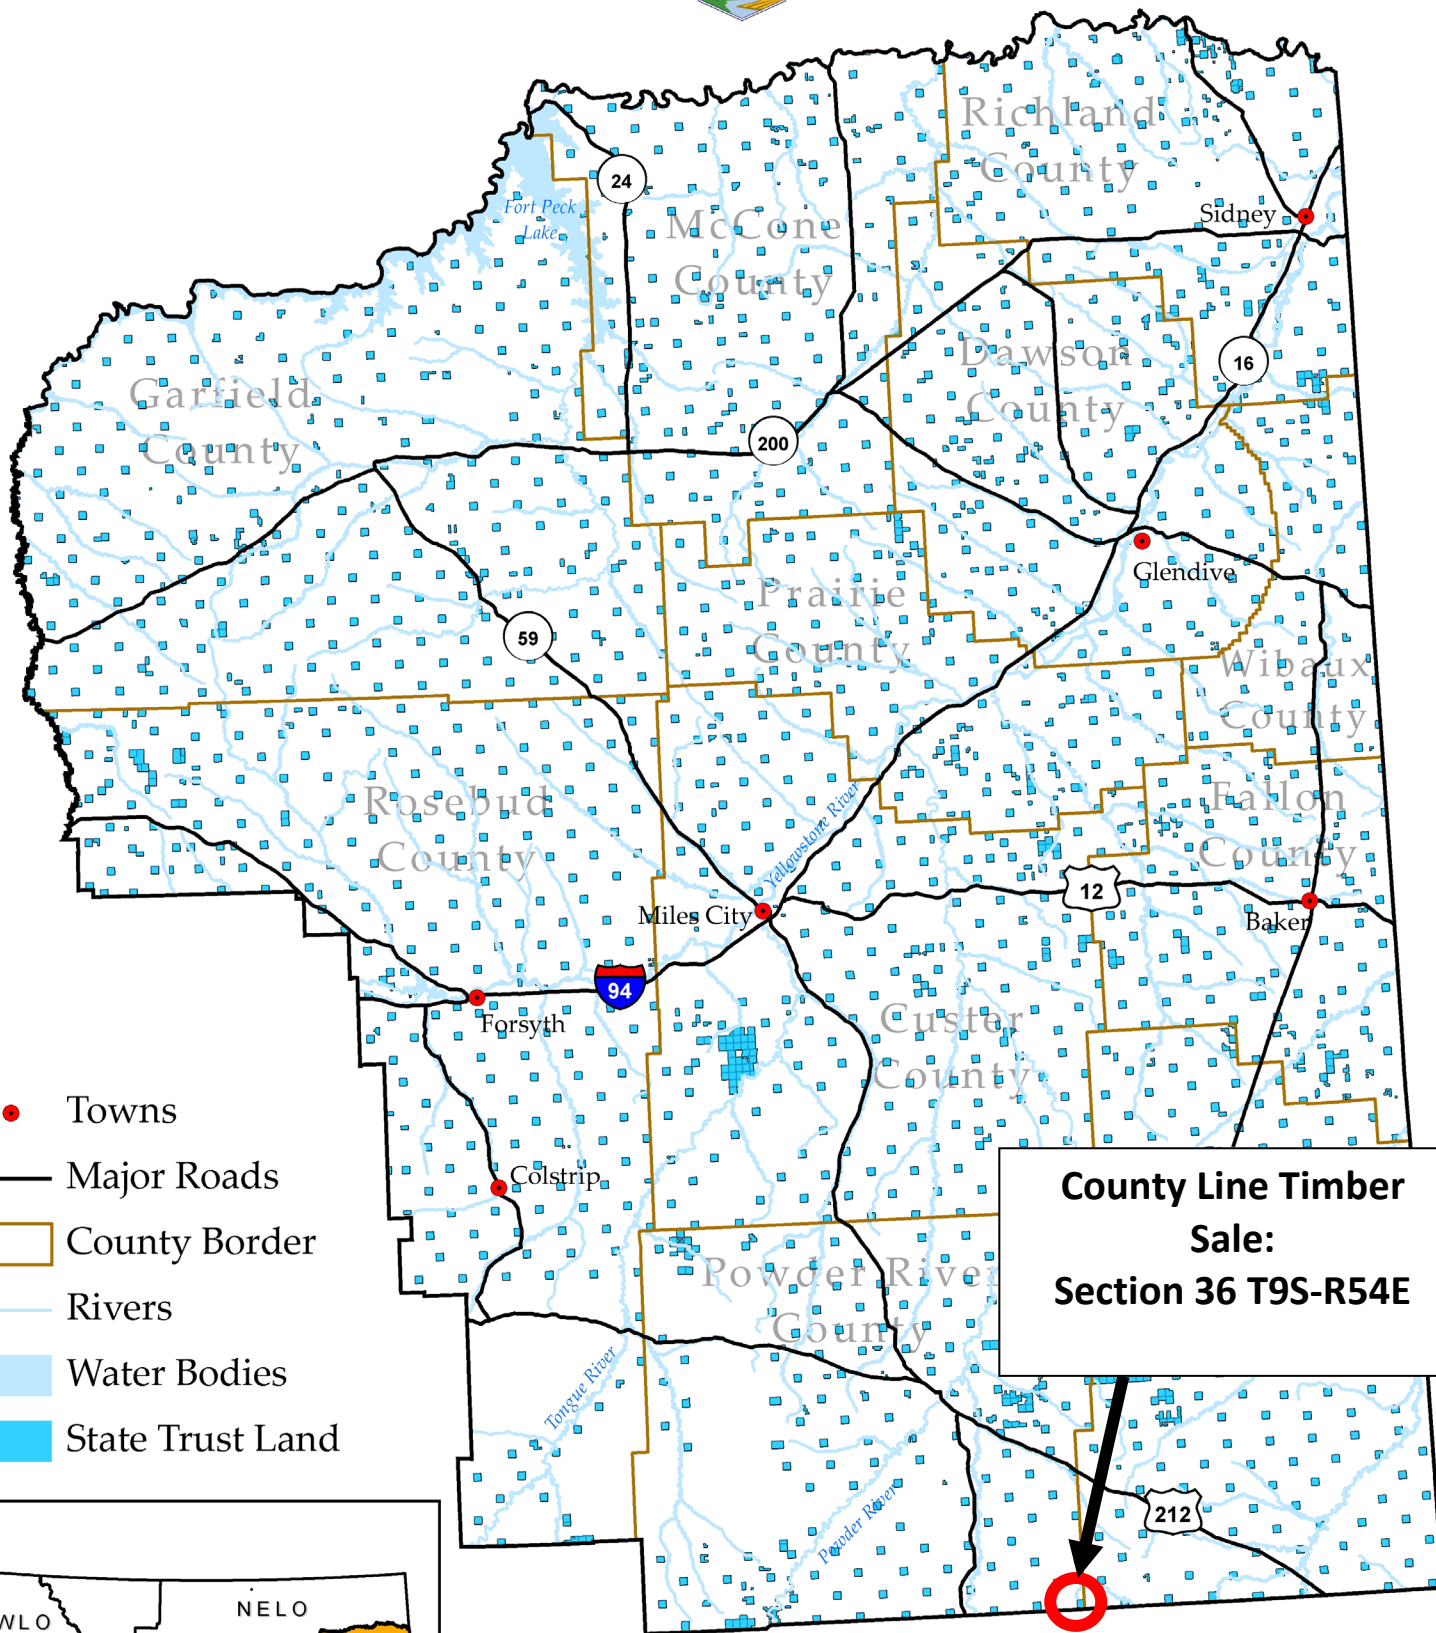 Richland
County
24
Sidney
Fort Peck
Lake
McCone
County
Dawson
County
16
Garfield
County
200
Glendive
Prairie
County
59
Wibaux
County
Rosebud
County
Yellowstone River
Fallon
County
12
Miles City
Baker
94
Forsyth
Custer
County
Towns
Major Roads
County Border
Rivers
Water Bodies
State Trust Land
Colstrip
County Line Timber
Sale:
Section 36 T9S-R54E
Powder River
County
Tongue River
Powder River
212
WLO
NELO